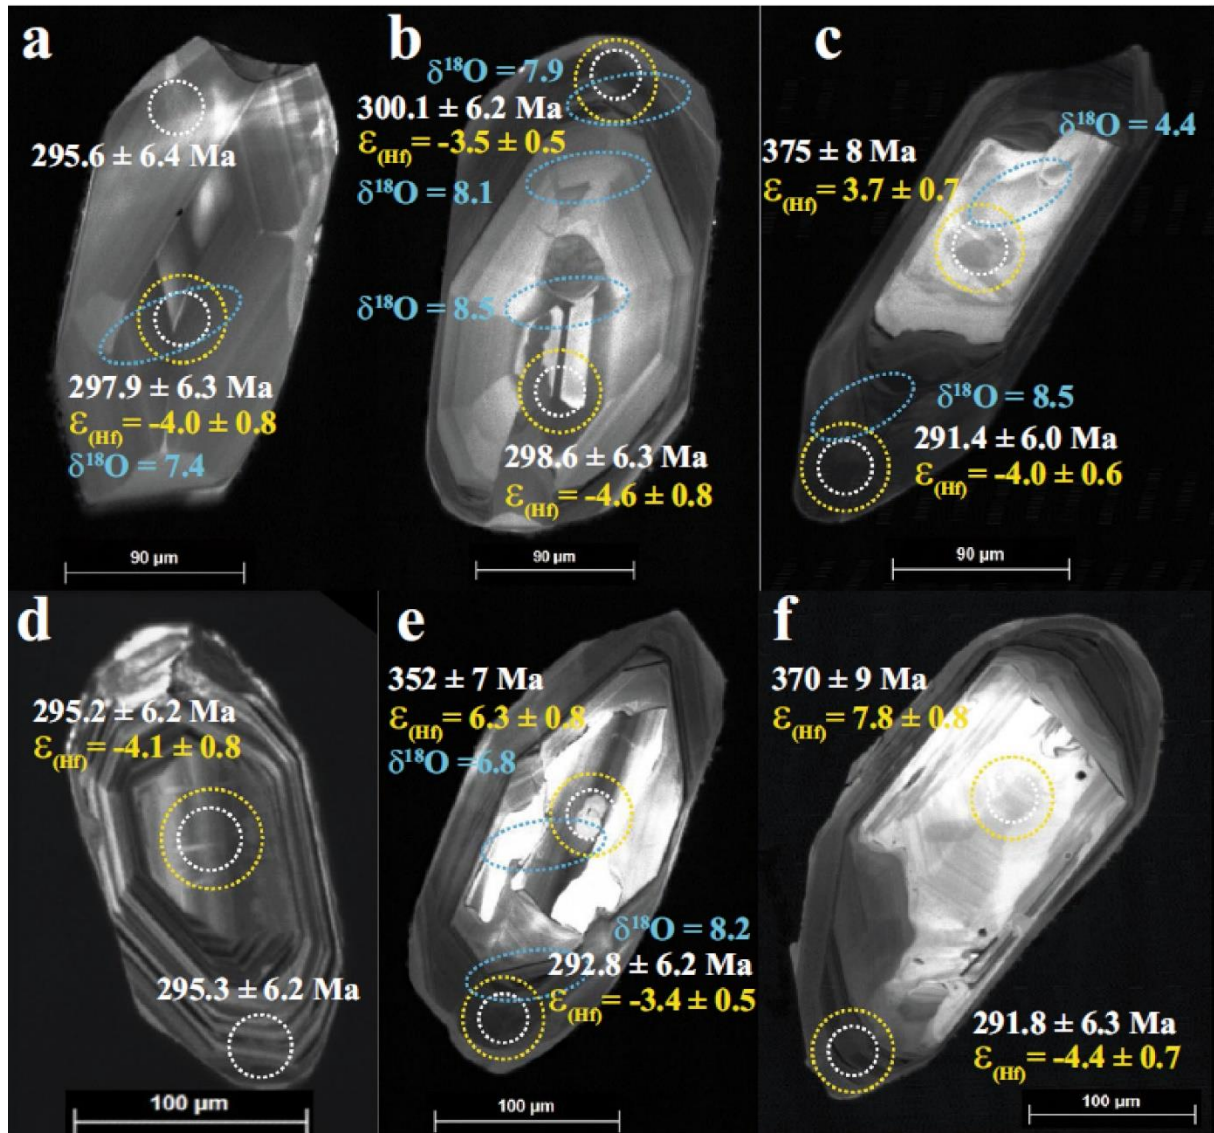 a
295.6 ± 6.4 Ma
297.9 ± 6.3 Ma
Ɛ(Hf)= -4.0 ± 0.8
δ¹⁸O = 7.4
90 µm
b
δ¹⁸O = 7.9
300.1 ± 6.2 Ma
Ɛ(Hf)= -3.5 ± 0.5
δ¹⁸O = 8.1
δ¹⁸O = 8.5
298.6 ± 6.3 Ma
Ɛ(Hf)= -4.6 ± 0.8
90 µm
c
δ¹⁸O = 4.4
375 ± 8 Ma
Ɛ(Hf)= 3.7 ± 0.7
δ¹⁸O = 8.5
291.4 ± 6.0 Ma
Ɛ(Hf)= -4.0 ± 0.6
90 µm
d
295.2 ± 6.2 Ma
Ɛ(Hf)= -4.1 ± 0.8
295.3 ± 6.2 Ma
100 µm
e
352 ± 7 Ma
Ɛ(Hf)= 6.3 ± 0.8
δ¹⁸O =6.8
δ¹⁸O = 8.2
292.8 ± 6.2 Ma
Ɛ(Hf)= -3.4 ± 0.5
100 µm
f
370 ± 9 Ma
Ɛ(Hf)= 7.8 ± 0.8
291.8 ± 6.3 Ma
Ɛ(Hf)= -4.4 ± 0.7
100 µm